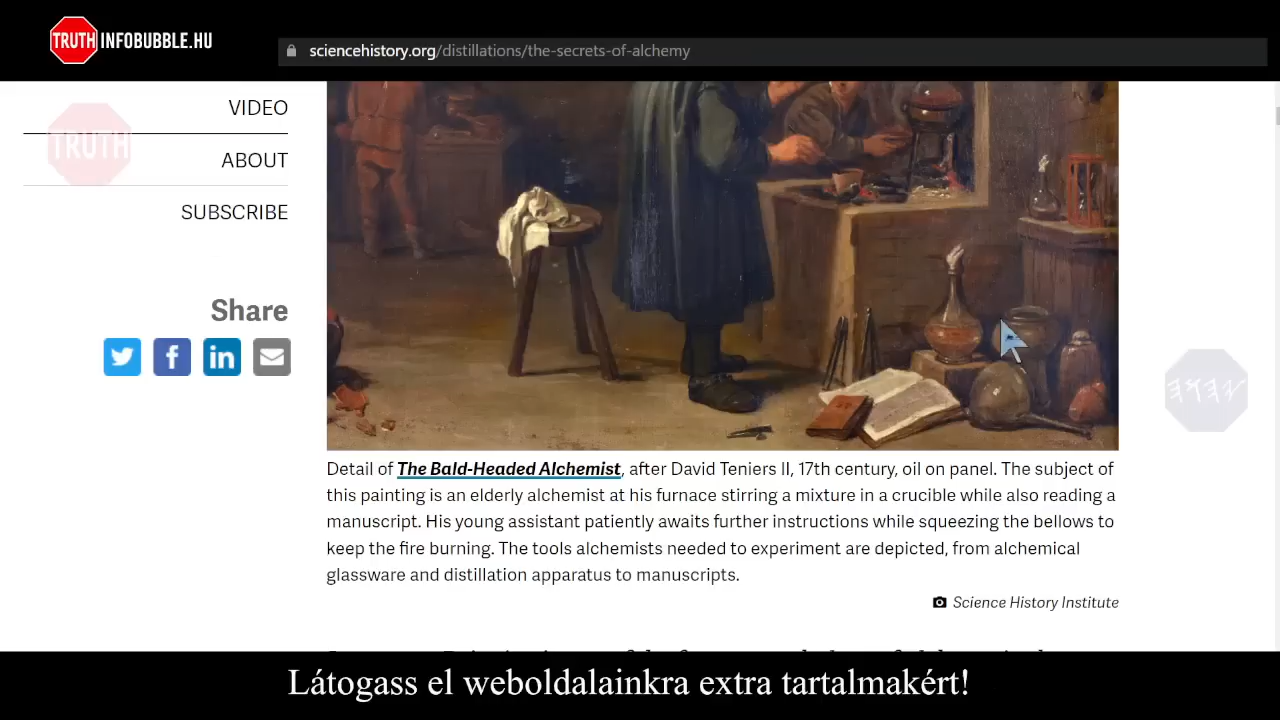 TRUTH INFOBUBBLE.HU
sciencehistory.org/distillations/the-secrets-of-alchemy
VIDEO
TRUTH
ABOUT
SUBSCRIBE
Share
Detail of The Bald-Headed Alchemist, after David Teniers II, 17th century, oil on panel. The subject of
this painting is an elderly alchemist at his furnace stirring a mixture in a crucible while also reading a
manuscript. His young assistant patiently awaits further instructions while squeezing the bellows to
keep the fire burning. The tools alchemists needed to experiment are depicted, from alchemical
glassware and distillation apparatus to manuscripts.
Science History Institute
Látogass el weboldalainkra extra tartalmakért!